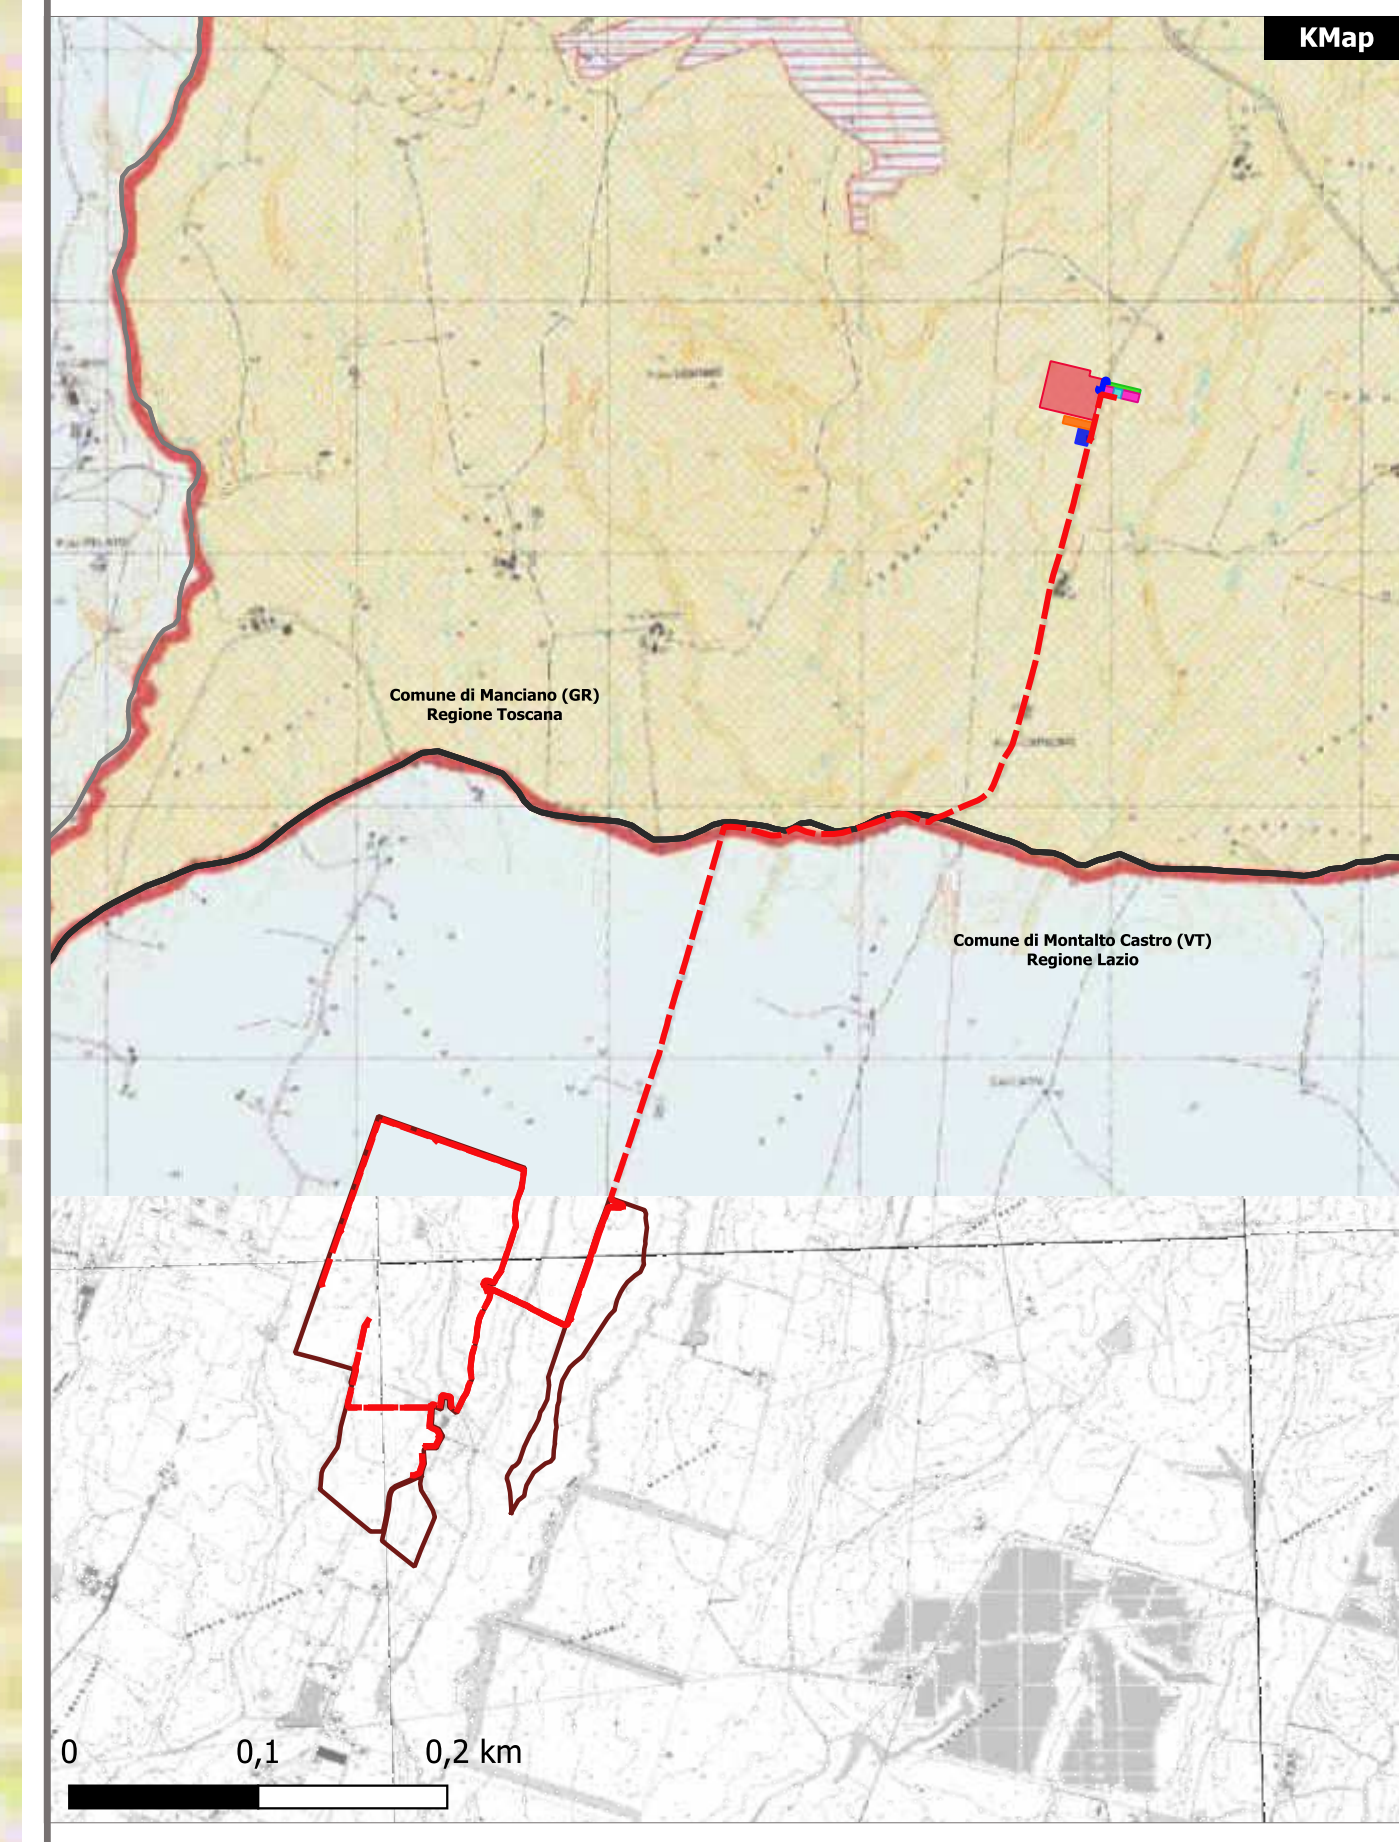 KMap
Comune di Manciano (GR)
Regione Toscana
Comune di Montalto Castro (VT)
Regione Lazio
0 0,1 0,2 km